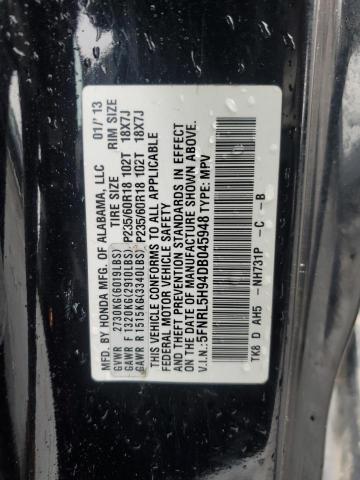 MFD. BY HONDA MFG. OF ALABAMA, LLC 01/'13
TIRE SIZE RIM SIZE
GVWR 2730KG(6019LBS)
GAWR F 1320KG(2910LBS) P235/60R18 102T 18X7J
GAWR R 1515KG(3340LBS) P235/60R18 102T 18X7J
THIS VEHICLE CONFORMS TO ALL APPLICABLE
FEDERAL MOTOR VEHICLE SAFETY
AND THEFT PREVENTION STANDARDS IN EFFECT
ON THE DATE OF MANUFACTURE SHOWN ABOVE.
V.I.N.: 5FNRL5H94DB045948 TYPE: MPV
TK8 D AH5 -NH731P - C - B